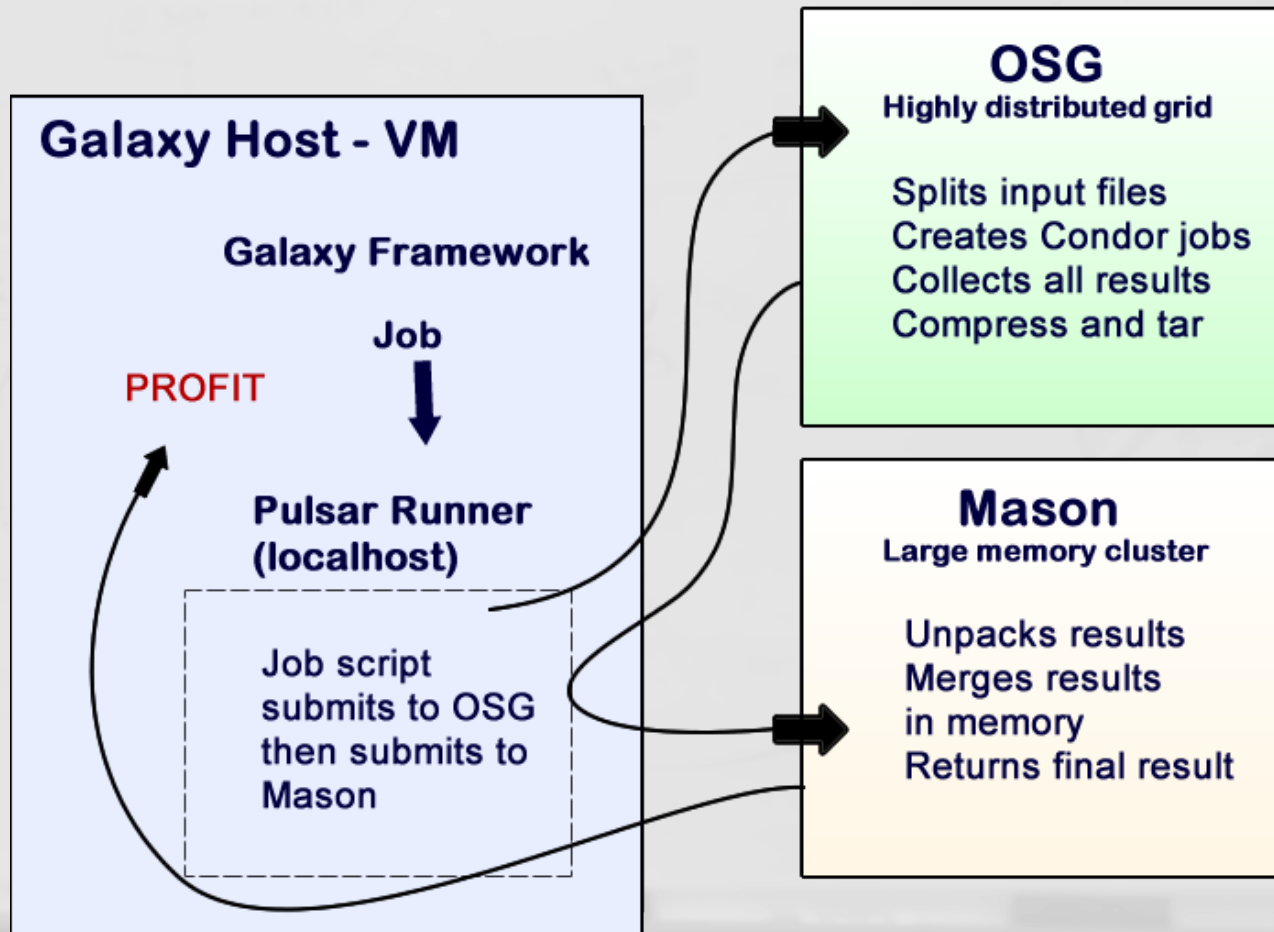 Galaxy Host - VM
Galaxy Framework
Job
PROFIT
Pulsar Runner
(localhost)
Job script
submits to OSG
then submits to
Mason
OSG
Highly distributed grid
Splits input files
Creates Condor jobs
Collects all results
Compress and tar
Mason
Large memory cluster
Unpacks results
Merges results
in memory
Returns final result